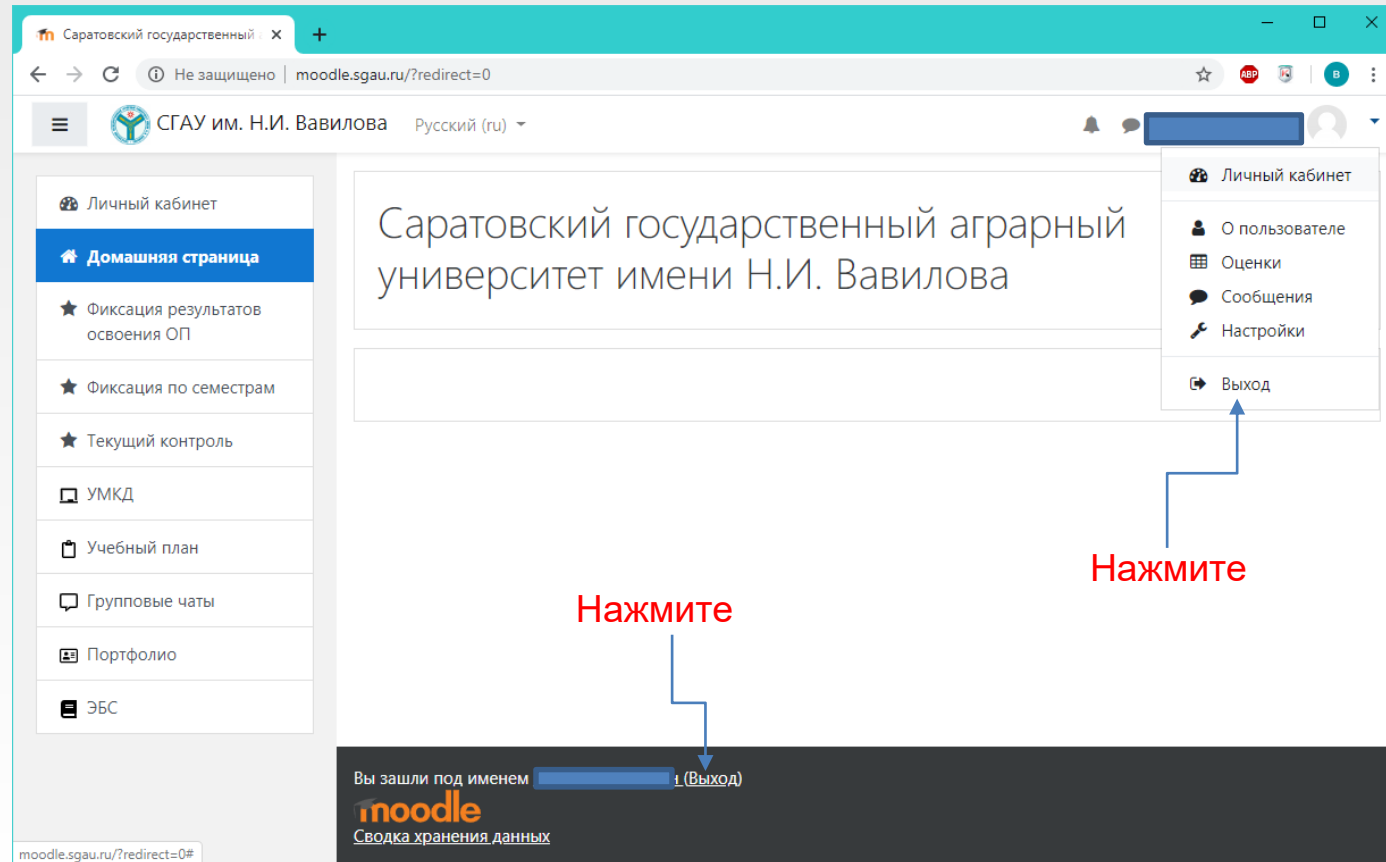 Саратовский государственный а
Не защищено | moodle.sgau.ru/?redirect=0
ABP
B
СГАУ им. Н.И. Вавилова Русский (ru)
Личный кабинет
Домашняя страница
Фиксация результатов
освоения ОП
Фиксация по семестрам
Текущий контроль
УМКД
Учебный план
Групповые чаты
Портфолио
ЭБС
Саратовский государственный аграрный
университет имени Н.И. Вавилова
Личный кабинет
О пользователе
Оценки
Сообщения
Настройки
Выход
Нажмите
Нажмите
Вы зашли под именем н (Выход)
moodle
Сводка хранения данных
moodle.sgau.ru/?redirect=0#